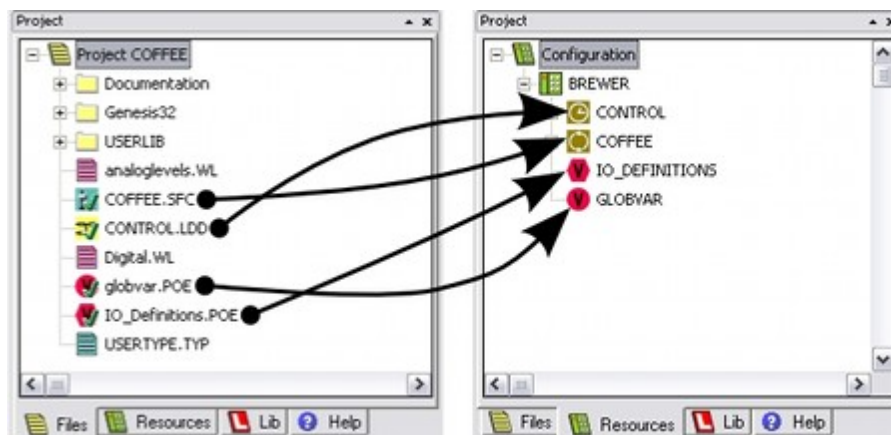 Project
Project COFFEE
Documentation
Genesis32
USERLIB
analoglevels.WL
COFFEE.SFC
CONTROL.LDD
Digital.WL
globvar.POE
IO_Definitions.POE
USERTYPE.TYP
Files Resources Lib Help
Project
Configuration
BREWER
CONTROL
COFFEE
IO_DEFINITIONS
GLOBVAR
Files Resources Lib Help